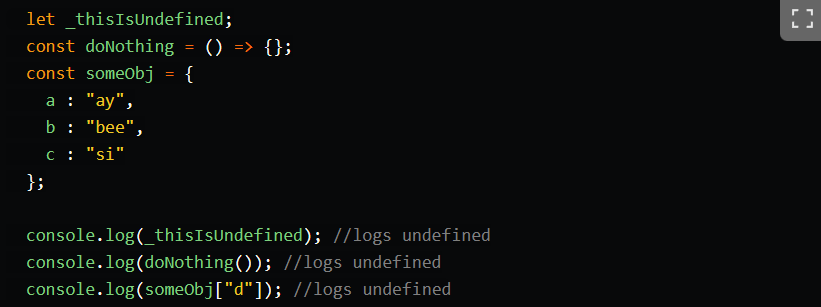 let _thisIsUndefined;
const doNothing = () => {};
const someObj = {
  a : "ay",
  b : "bee",
  c : "si"
};

console.log(_thisIsUndefined); //logs undefined
console.log(doNothing()); //logs undefined
console.log(someObj["d"]); //logs undefined